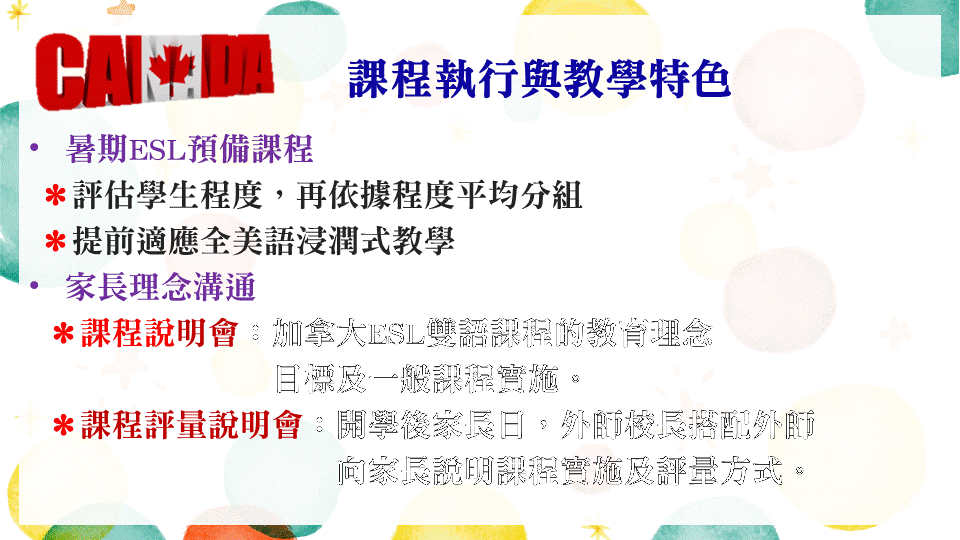 CANADA
課程執行與教學特色
• 暑期ESL預備課程
＊評估學生程度，再依據程度平均分組
＊提前適應全美語浸潤式教學
• 家長理念溝通
＊課程說明會：加拿大ESL雙語課程的教育理念
目標及一般課程實施。
＊課程評量說明會：開學後家長日，外師校長搭配外師
向家長說明課程實施及評量方式。